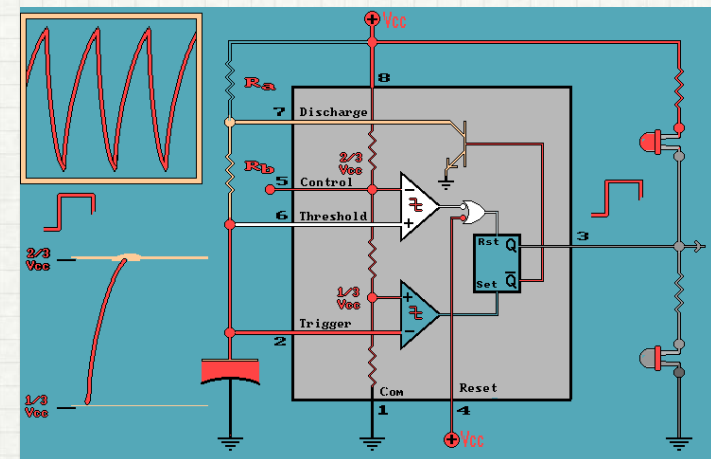 Vcc
8
Ra
7
Discharge
2/3
Vcc
Rb
5
Control
6
Threshold
Rst Q
3
2/3
Vcc
1/3
Vcc
Set Q̅
Trigger
2
1/3
Vcc
Com
Reset
1
4
Vcc